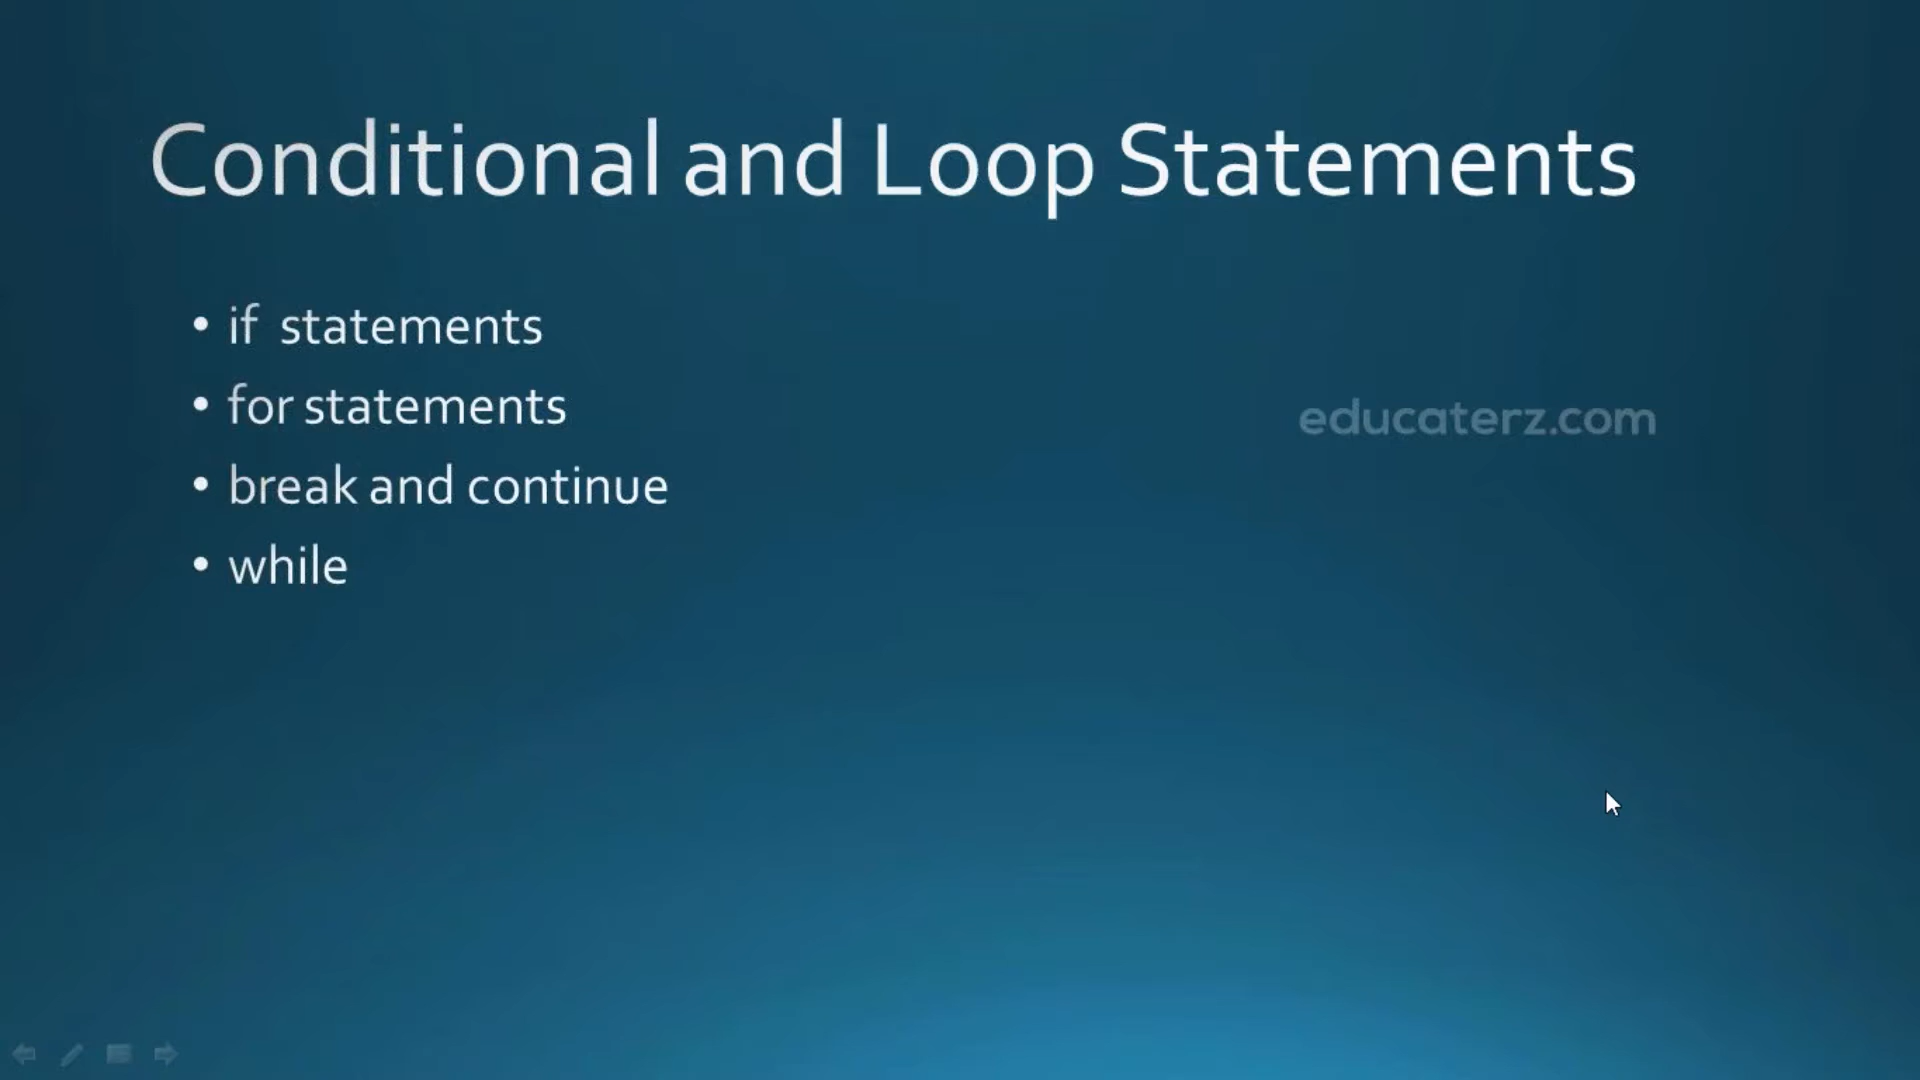 Conditional and Loop Statements
• if statements
• for statements
educaterz.com
• break and continue
• while